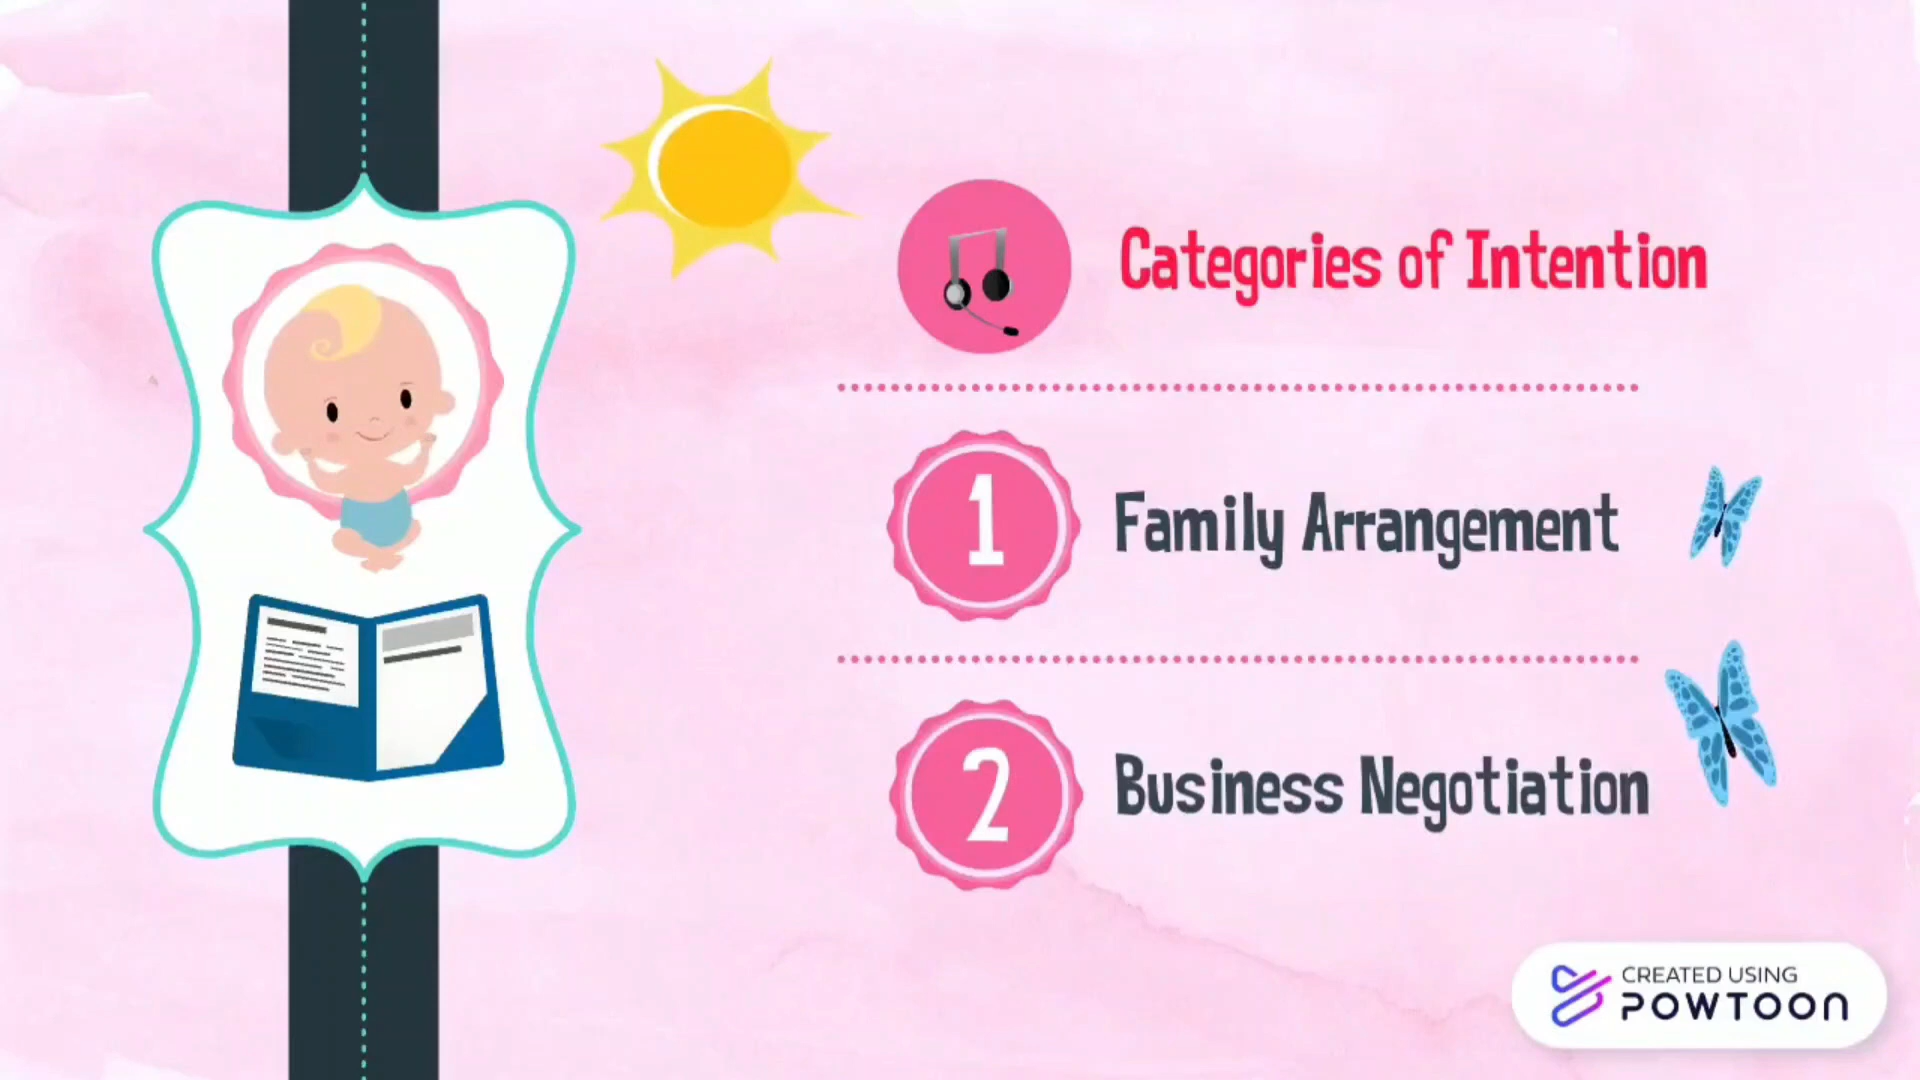 Categories of Intention
1 Family Arrangement
2 Business Negotiation
CREATED USING
POWTOON